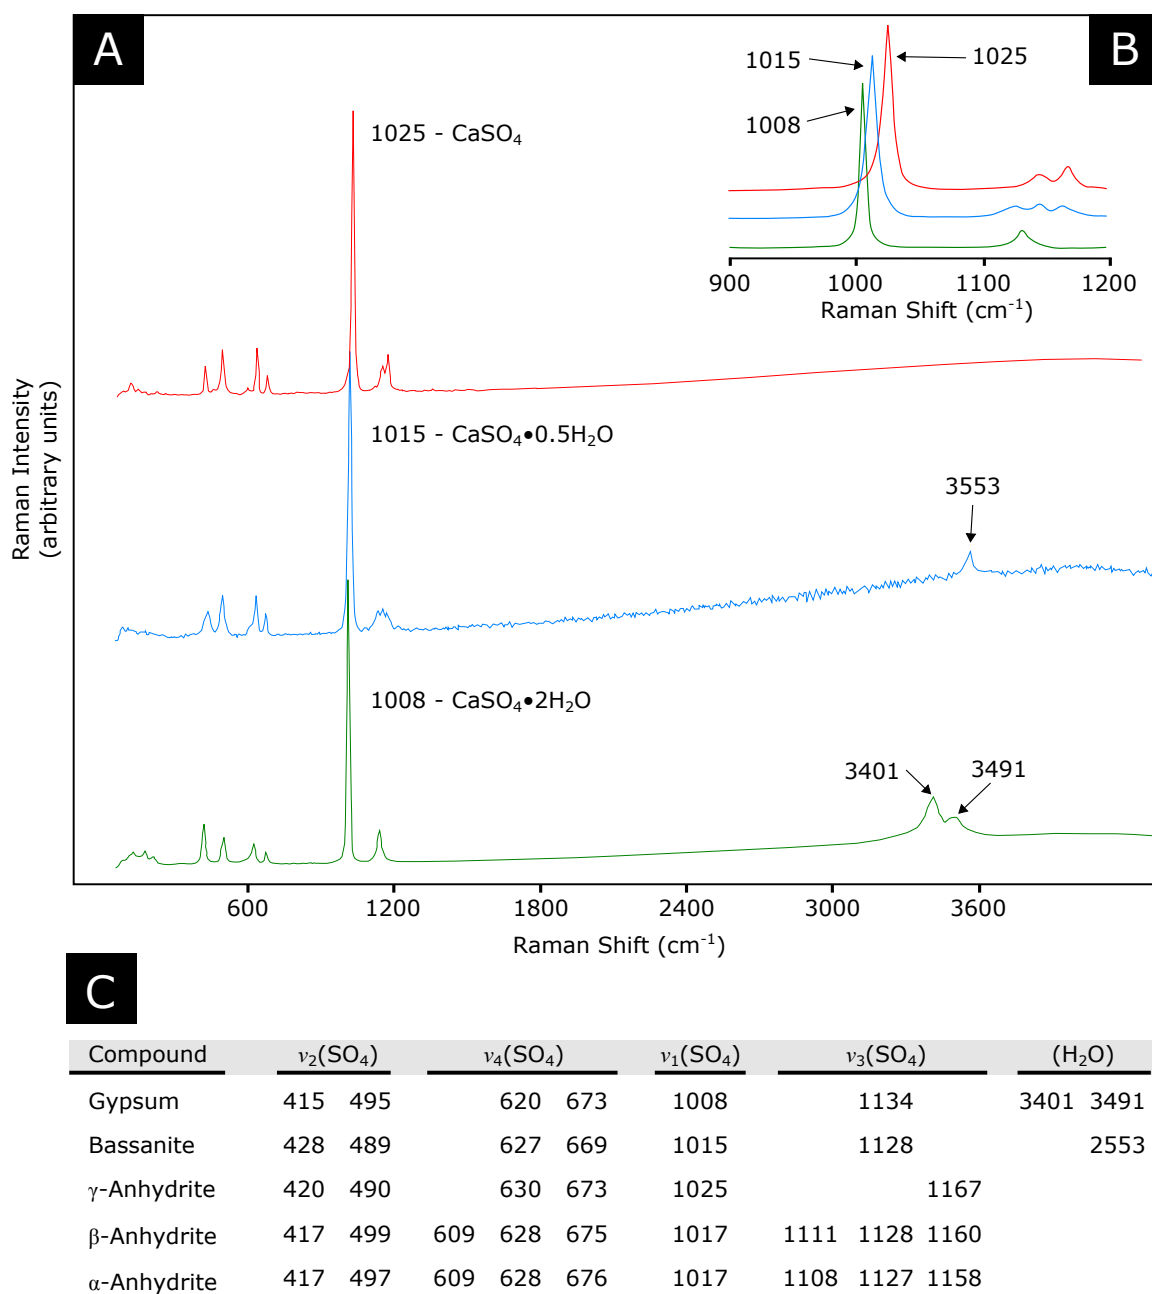 A
B
1025 - CaSO₄
1015
1025
1008
900 1000 1100 1200
Raman Shift (cm⁻¹)
Raman Intensity
(arbitrary units)
1015 - CaSO₄•0.5H₂O
3553
1008 - CaSO₄•2H₂O
3401 3491
600 1200 1800 2400 3000 3600
Raman Shift (cm⁻¹)
C
Compound ν₂(SO₄) ν₄(SO₄) ν₁(SO₄) ν₃(SO₄) (H₂O)
Gypsum 415 495 620 673 1008 1134 3401 3491
Bassanite 428 489 627 669 1015 1128 2553
γ-Anhydrite 420 490 630 673 1025 1167
β-Anhydrite 417 499 609 628 675 1017 1111 1128 1160
α-Anhydrite 417 497 609 628 676 1017 1108 1127 1158